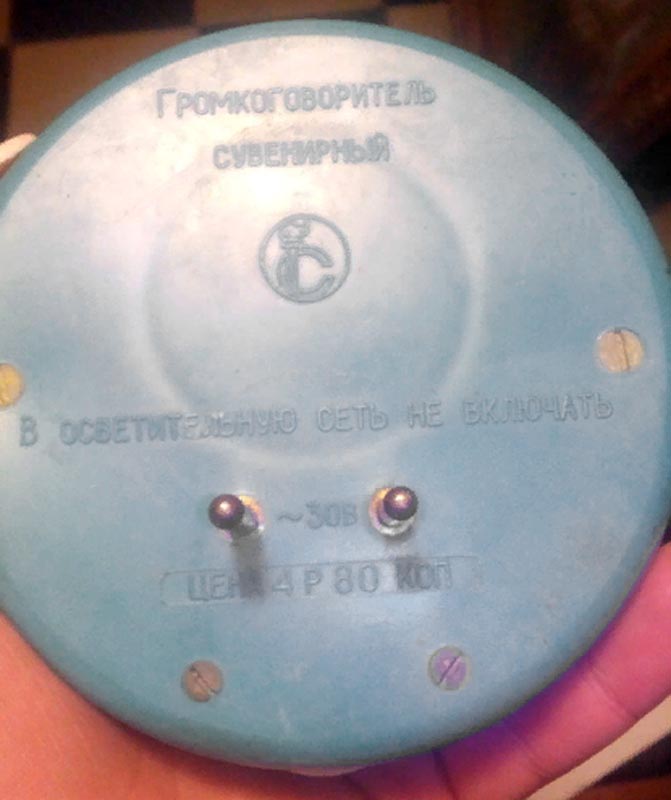 Громкоговоритель
сувенирный
В осветительную сеть не включать
~30В
ЦЕНА 4 Р 80 КОП